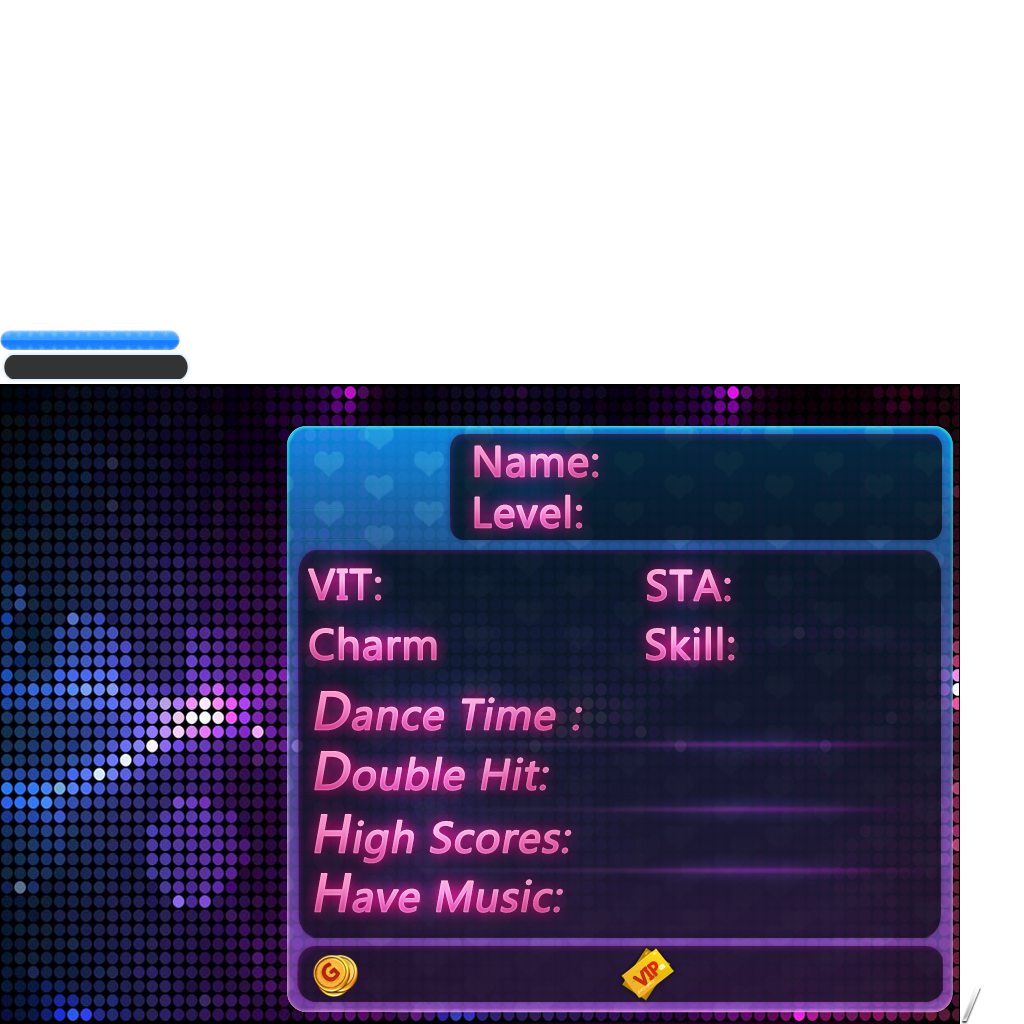 Name:
Level:
VIT: STA:
Charm Skill:
Dance Time :
Double Hit:
High Scores:
Have Music:
G VIP
/